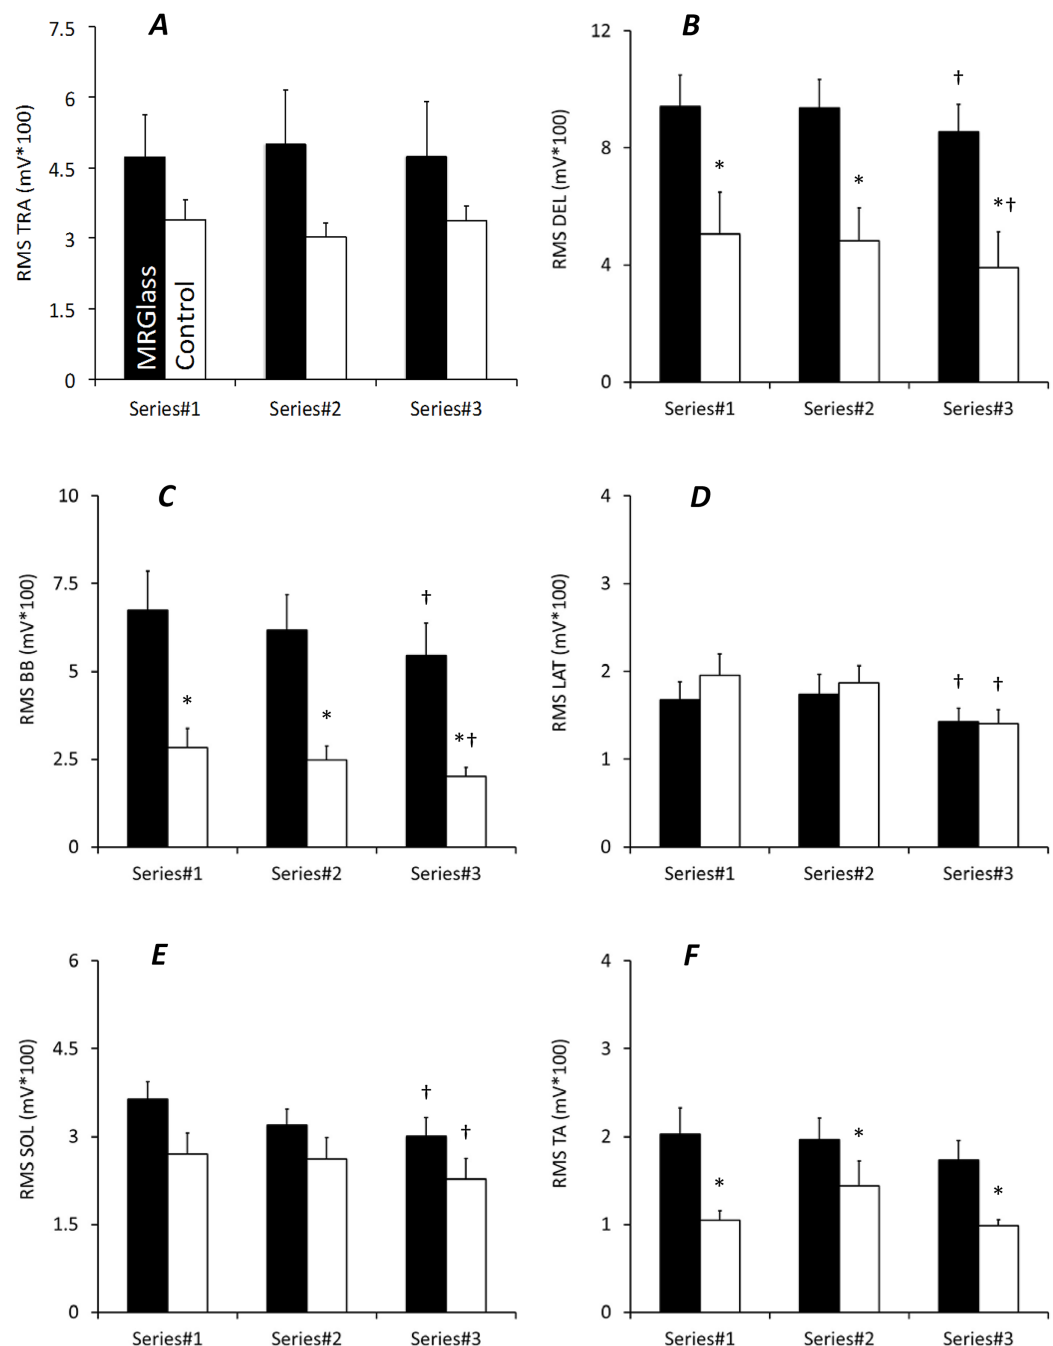 A
7.5
6
4.5
3
1.5
0
RMS TRA (mV*100)
MRGlass
Control
Series#1 Series#2 Series#3
B
12
8
4
0
RMS DEL (mV*100)
* * † *†
Series#1 Series#2 Series#3
C
10
7.5
5
2.5
0
RMS BB (mV*100)
* * † *†
Series#1 Series#2 Series#3
D
4
3
2
1
0
RMS LAT (mV*100)
† †
Series#1 Series#2 Series#3
E
6
4.5
3
1.5
0
RMS SOL (mV*100)
† †
Series#1 Series#2 Series#3
F
4
3
2
1
0
RMS TA (mV*100)
* * *
Series#1 Series#2 Series#3